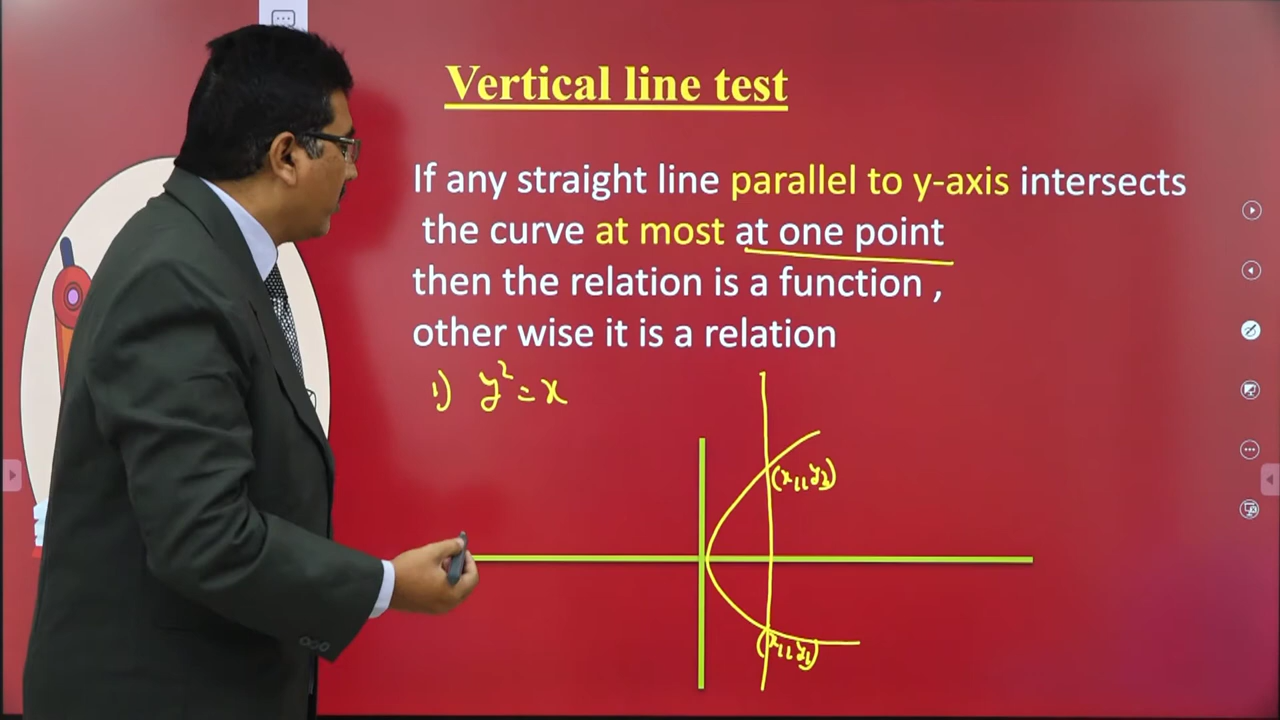 Vertical line test
If any straight line parallel to y-axis intersects
the curve at most at one point
then the relation is a function ,
other wise it is a relation
1) y² = x
(x₁, y₂)
(x₁, y₁)